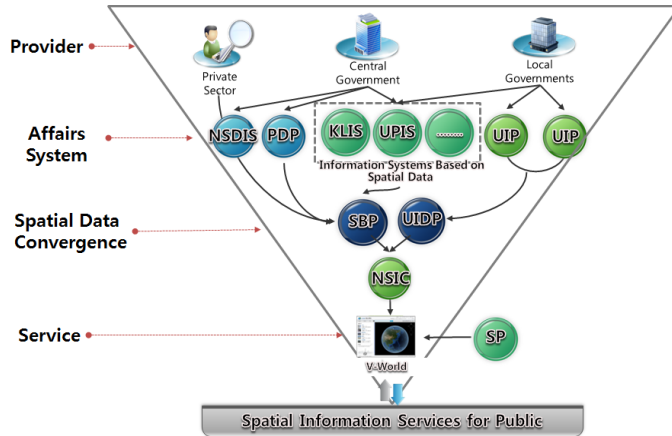 Provider
Private
Sector
Central
Government
Local
Governments
Affairs
System
NSDIS
PDP
KLIS
UPIS
.........
UIP
UIP
Information Systems Based on
Spatial Data
Spatial Data
Convergence
SBP
UIDP
NSIC
Service
SP
V-World
Spatial Information Services for Public